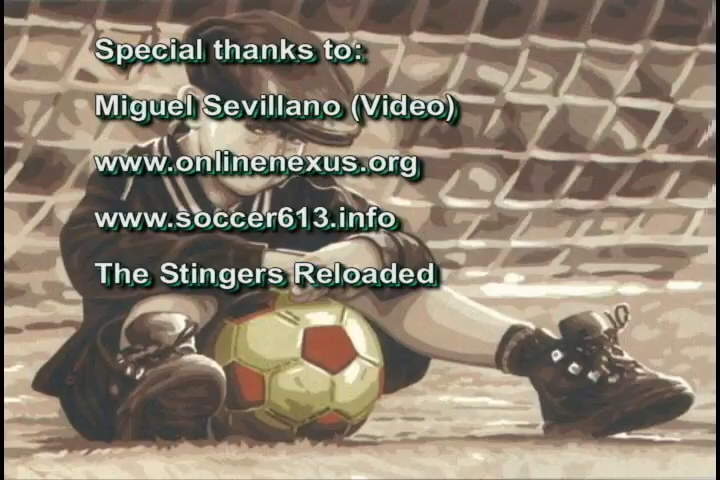 Special thanks to:
Miguel Sevillano (Video)
www.onlinenexus.org
www.soccer613.info
The Stingers Reloaded